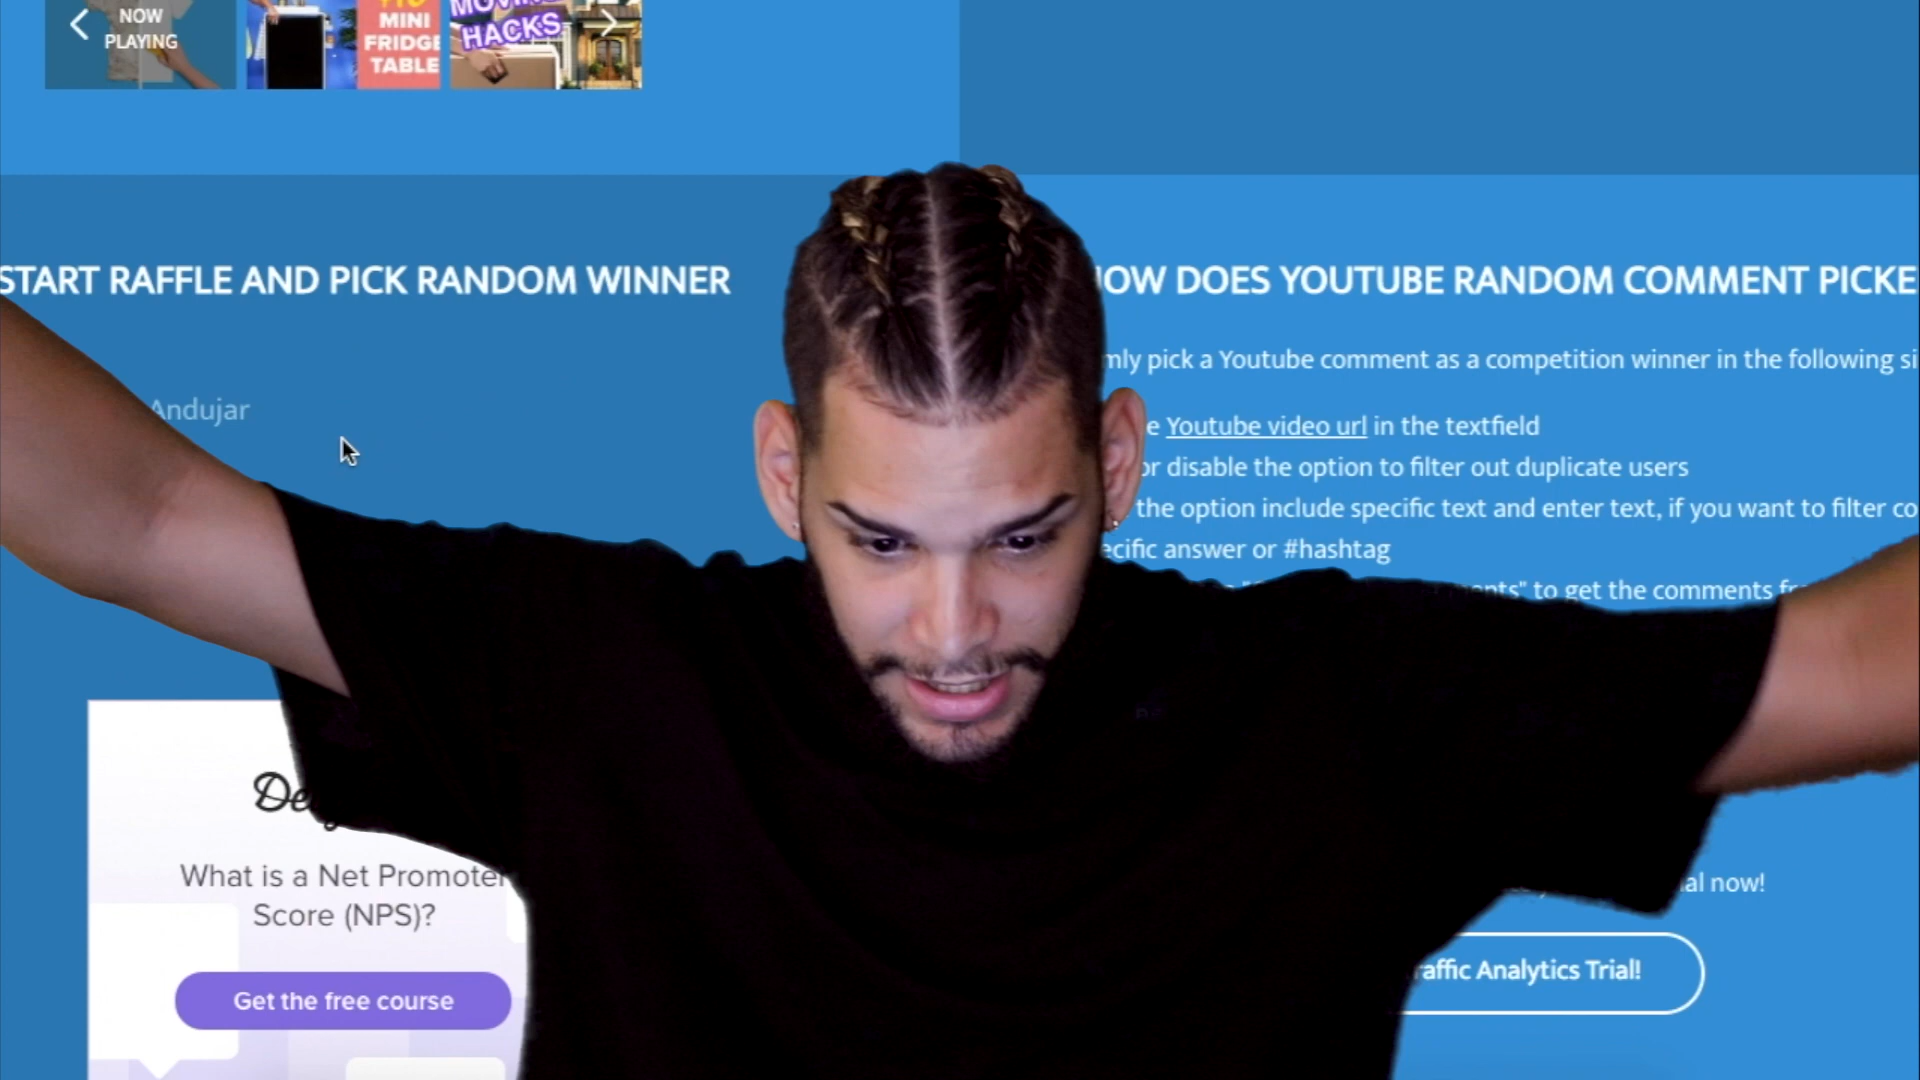 NOW
PLAYING
MINI
FRIDGE
TABLE
HACKS
START RAFFLE AND PICK RANDOM WINNER
Andujar
What is a Net Promoter
Score (NPS)?
Get the free course
OW DOES YOUTUBE RANDOM COMMENT PICKE
mly pick a Youtube comment as a competition winner in the following si
e Youtube video url in the textfield
or disable the option to filter out duplicate users
the option include specific text and enter text, if you want to filter co
ecific answer or #hashtag
ents" to get the comments
al now!
raffic Analytics Trial!